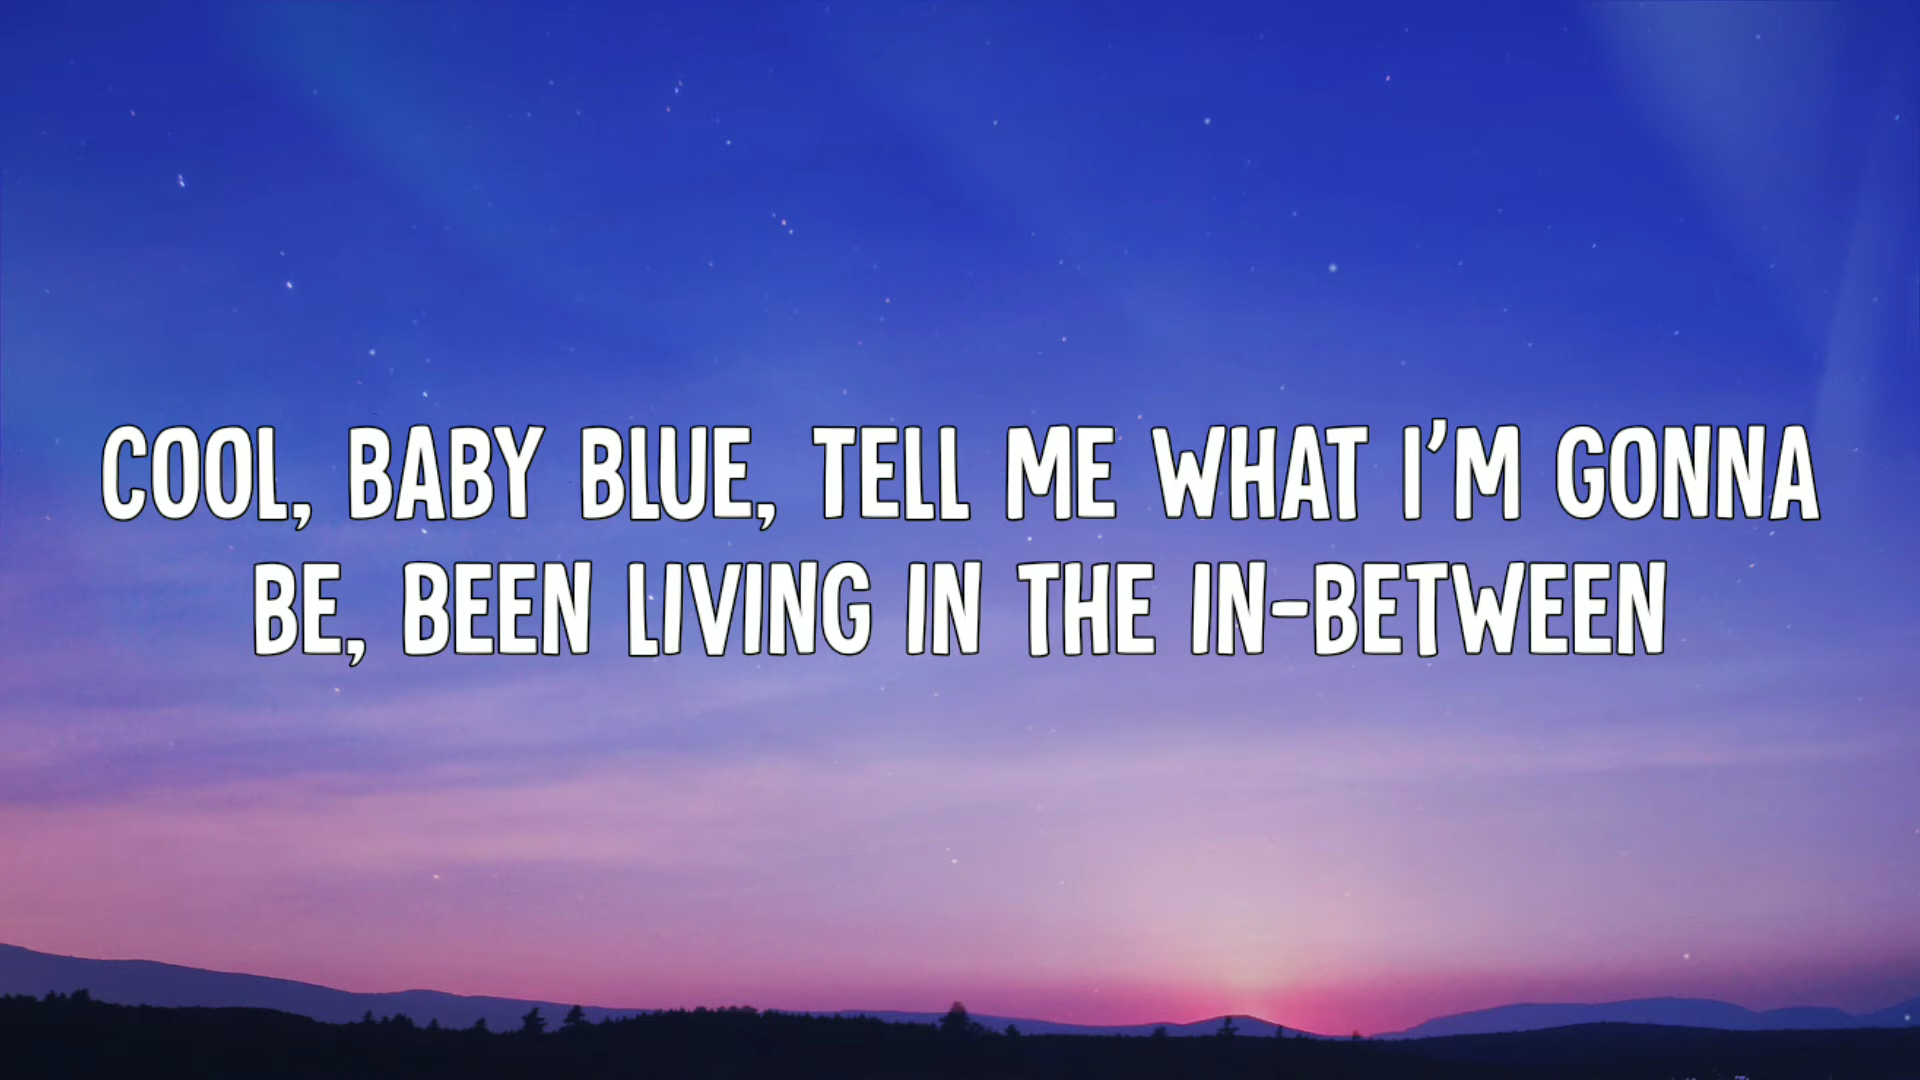 COOL, BABY BLUE, TELL ME WHAT I'M GONNA
BE, BEEN LIVING IN THE IN-BETWEEN